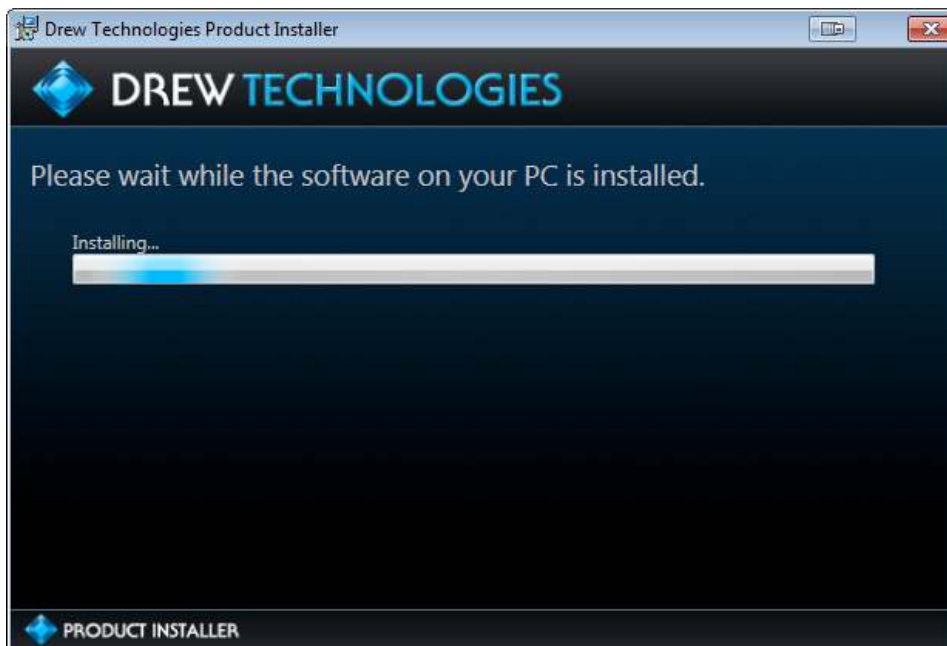 Drew Technologies Product Installer
DREW TECHNOLOGIES
Please wait while the software on your PC is installed.
Installing...
PRODUCT INSTALLER